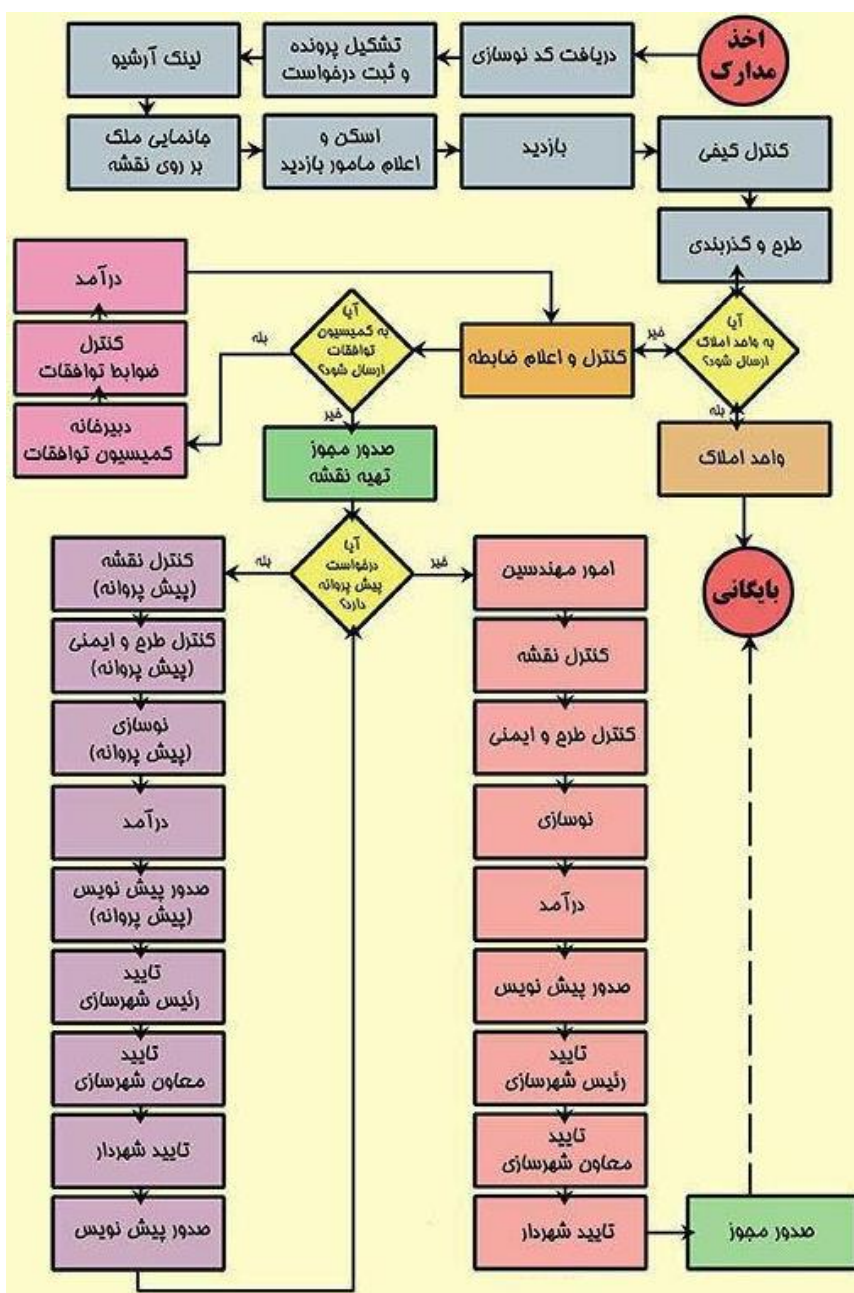 اخذ
مدارک
دریافت کد نوسازی
تشکیل پرونده
و ثبت درخواست
لینک آرشیو
جانمایی ملک
بر روی نقشه
اسکن و
اعلام مامور بازدید
بازدید
کنترل کیفی
طرح و گذربندی
آیا
به واحد املاک
ارسال شود؟
خیر
بله
واحد املاک
بایگانی
کنترل و اعلام ضابطه
آیا
به کمیسیون
توافقات
ارسال شود؟
بله
خیر
دبیرخانه
کمیسیون توافقات
کنترل
ضوابط توافقات
درآمد
صدور مجوز
تهیه نقشه
آیا
درخواست
پیش پروانه
دارد؟
بله
خیر
کنترل نقشه
(پیش پروانه)
کنترل طرح و ایمنی
(پیش پروانه)
نوسازی
(پیش پروانه)
درآمد
صدور پیش نویس
(پیش پروانه)
تایید
رئیس شهرسازی
تایید
معاون شهرسازی
تایید شهردار
صدور پیش نویس
امور مهندسین
کنترل نقشه
کنترل طرح و ایمنی
نوسازی
درآمد
صدور پیش نویس
تایید
رئیس شهرسازی
تایید
معاون شهرسازی
تایید شهردار
صدور مجوز